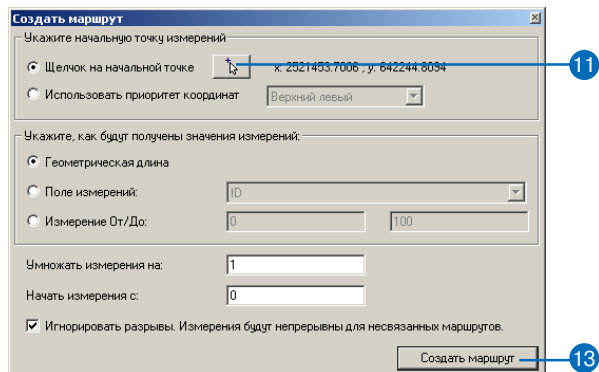 Создать маршрут
Укажите начальную точку измерений
Щелчок на начальной точке x: 2521453.7006 , y: 642244.8094 11
Использовать приоритет координат Верхний левый
Укажите, как будут получены значения измерений:
Геометрическая длина
Поле измерений: ID
Измерение От/До: 0 100
Умножать измерения на: 1
Начать измерения с: 0
Игнорировать разрывы. Измерения будут непрерывны для несвязанных маршрутов.
Создать маршрут 13